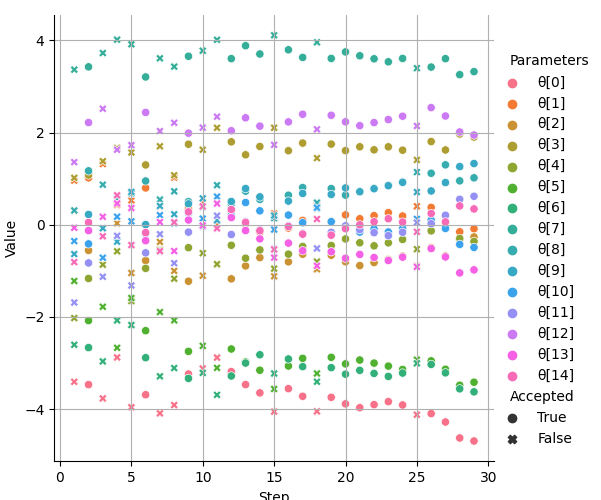 4
2
0
−2
−4
Value
0
5
10
15
20
25
30
Step
Parameters
θ[0]
θ[1]
θ[2]
θ[3]
θ[4]
θ[5]
θ[6]
θ[7]
θ[8]
θ[9]
θ[10]
θ[11]
θ[12]
θ[13]
θ[14]
Accepted
True
False